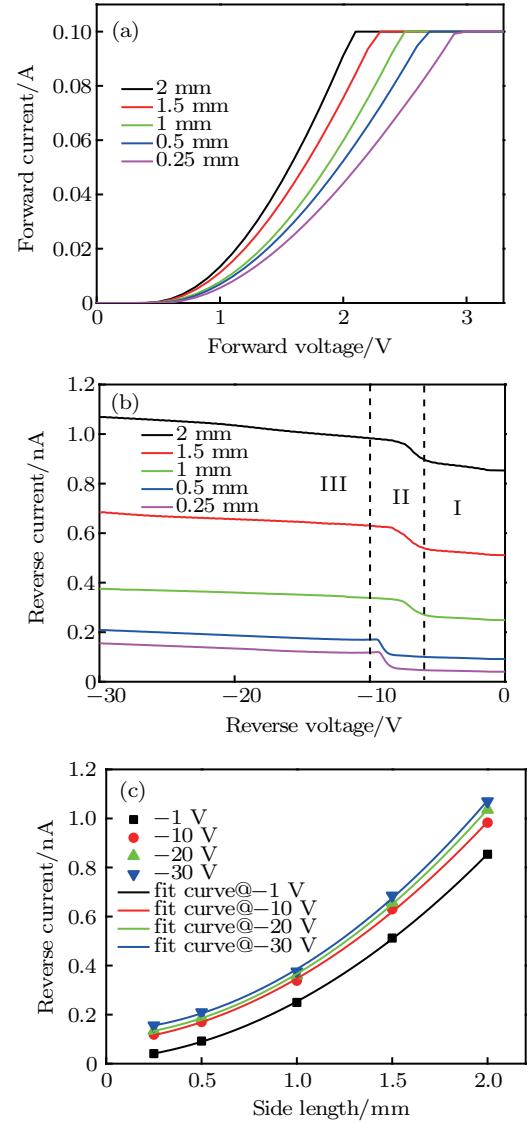 (a)
Forward current/A
0.10
0.08
0.06
0.04
0.02
0
2 mm
1.5 mm
1 mm
0.5 mm
0.25 mm
0 1 2 3
Forward voltage/V
(b)
Reverse current/nA
1.2
1.0
0.8
0.6
0.4
0.2
0
2 mm
1.5 mm
1 mm
0.5 mm
0.25 mm
III II I
−30 −20 −10 0
Reverse voltage/V
(c)
Reverse current/nA
1.2
1.0
0.8
0.6
0.4
0.2
0
−1 V
−10 V
−20 V
−30 V
fit curve@−1 V
fit curve@−10 V
fit curve@−20 V
fit curve@−30 V
0 0.5 1.0 1.5 2.0
Side length/mm